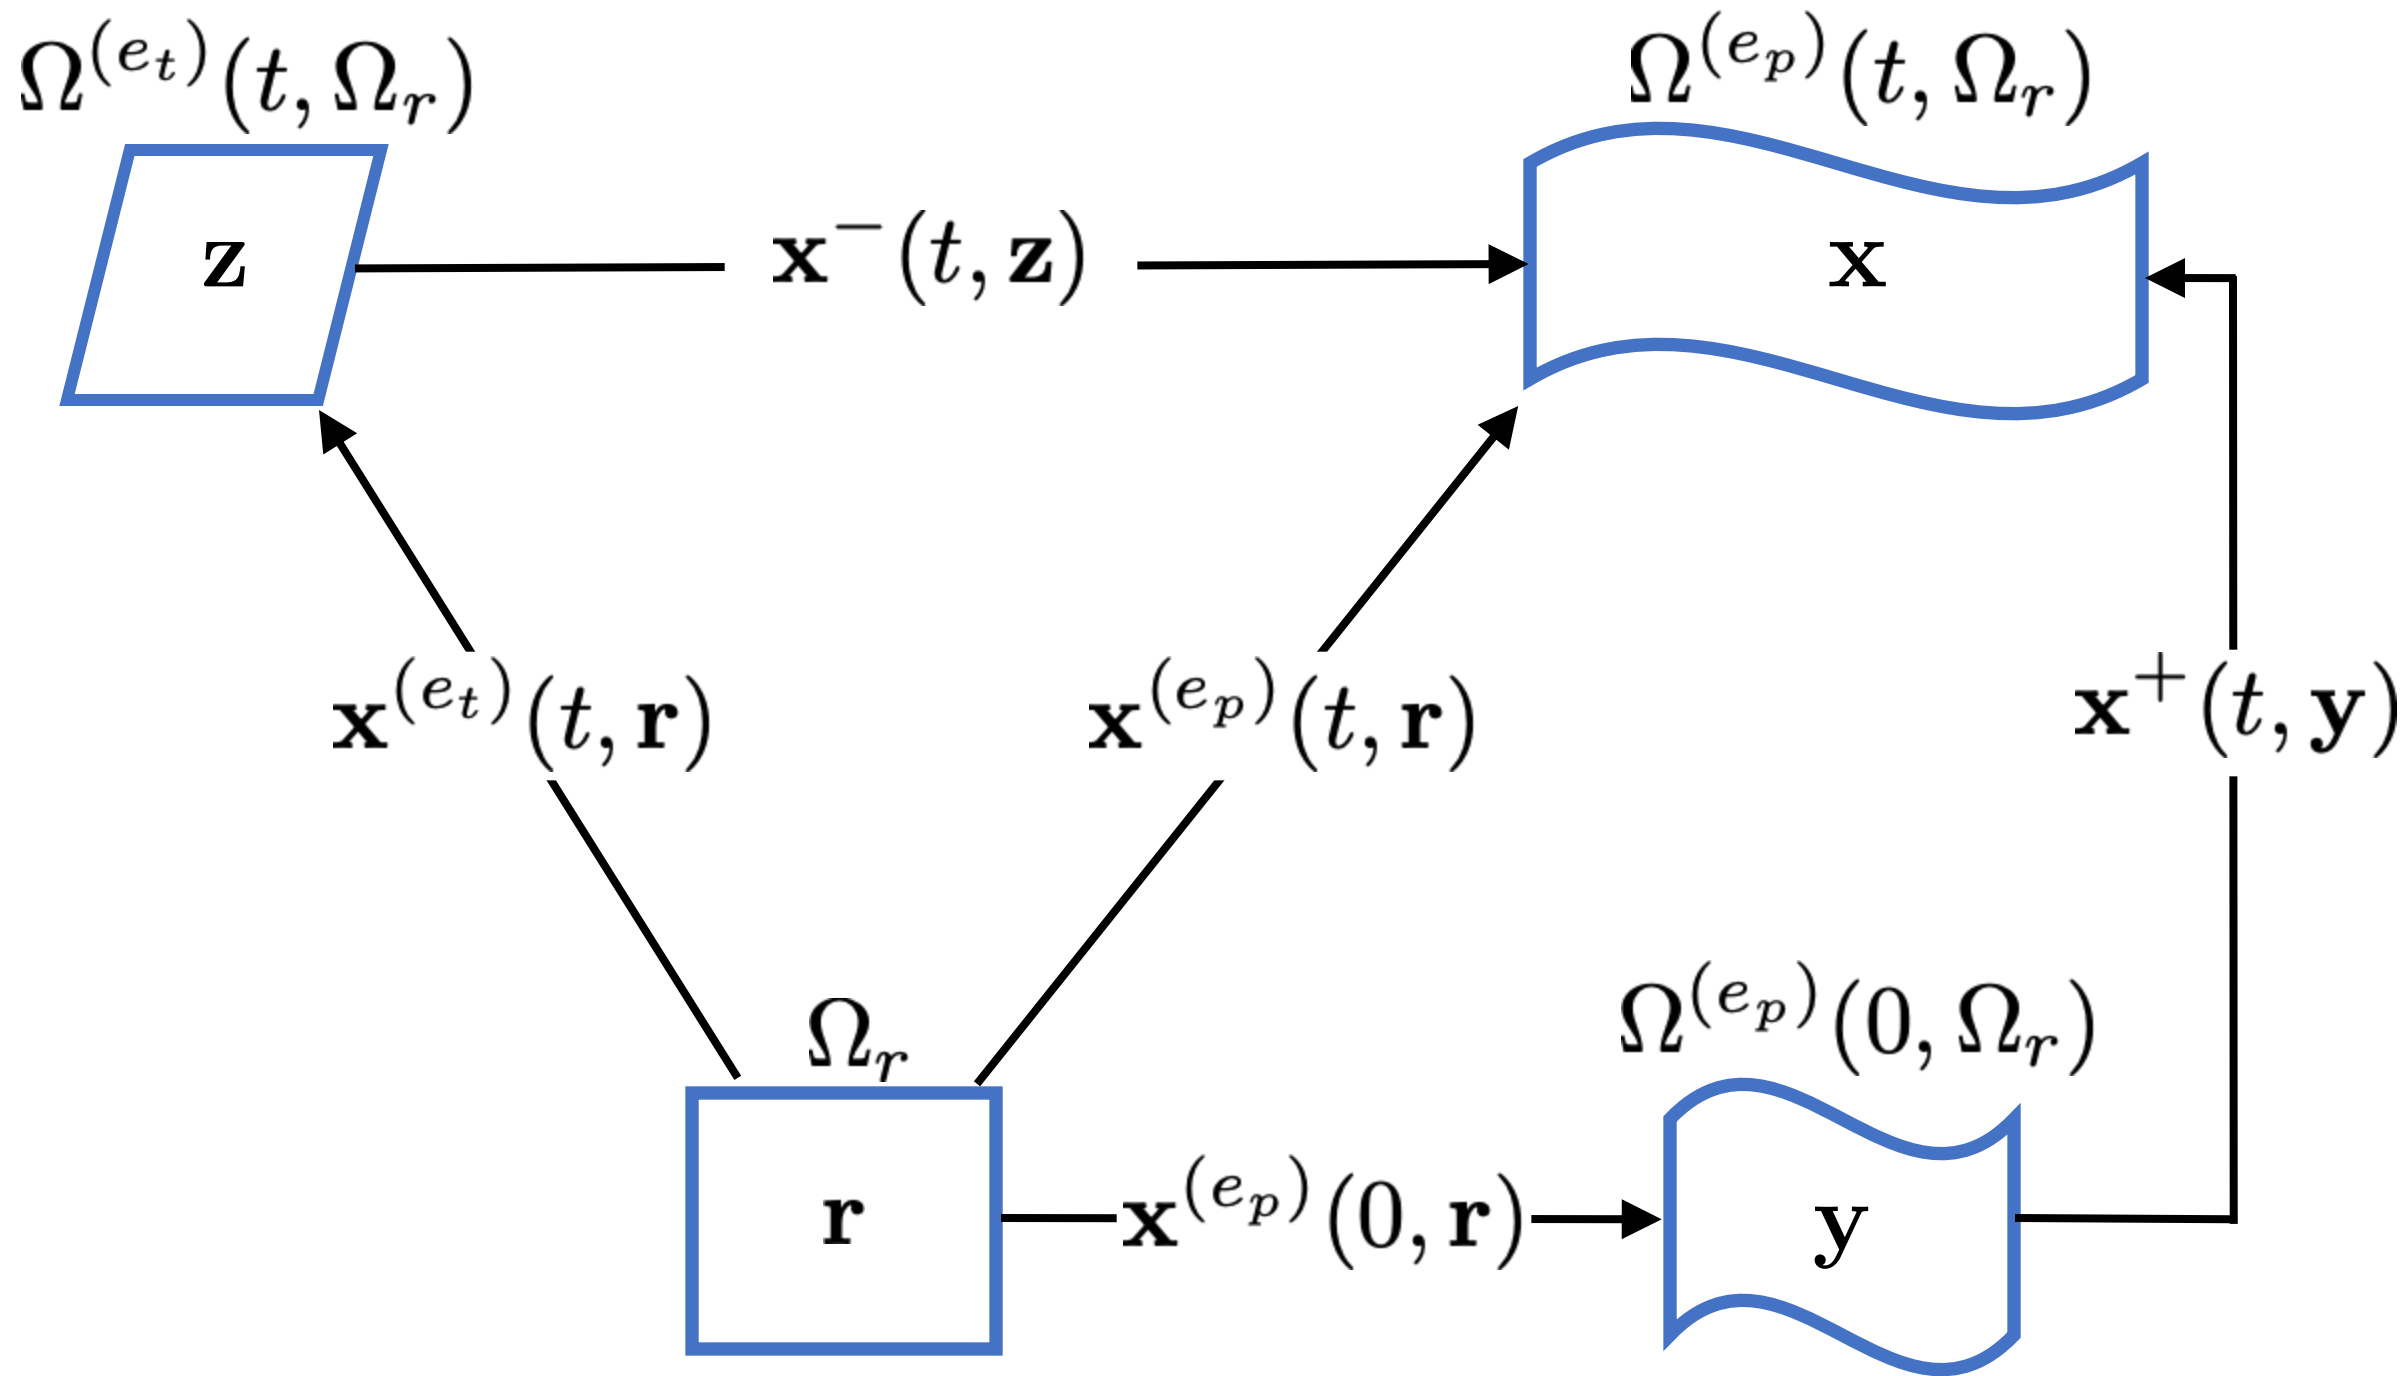 Ω^(e_t)(t, Ω_r)
Ω^(e_p)(t, Ω_r)
z
x^−(t, z)
x
x^(e_t)(t, r)
x^(e_p)(t, r)
x^+(t, y)
Ω_r
Ω^(e_p)(0, Ω_r)
r
x^(e_p)(0, r)
y